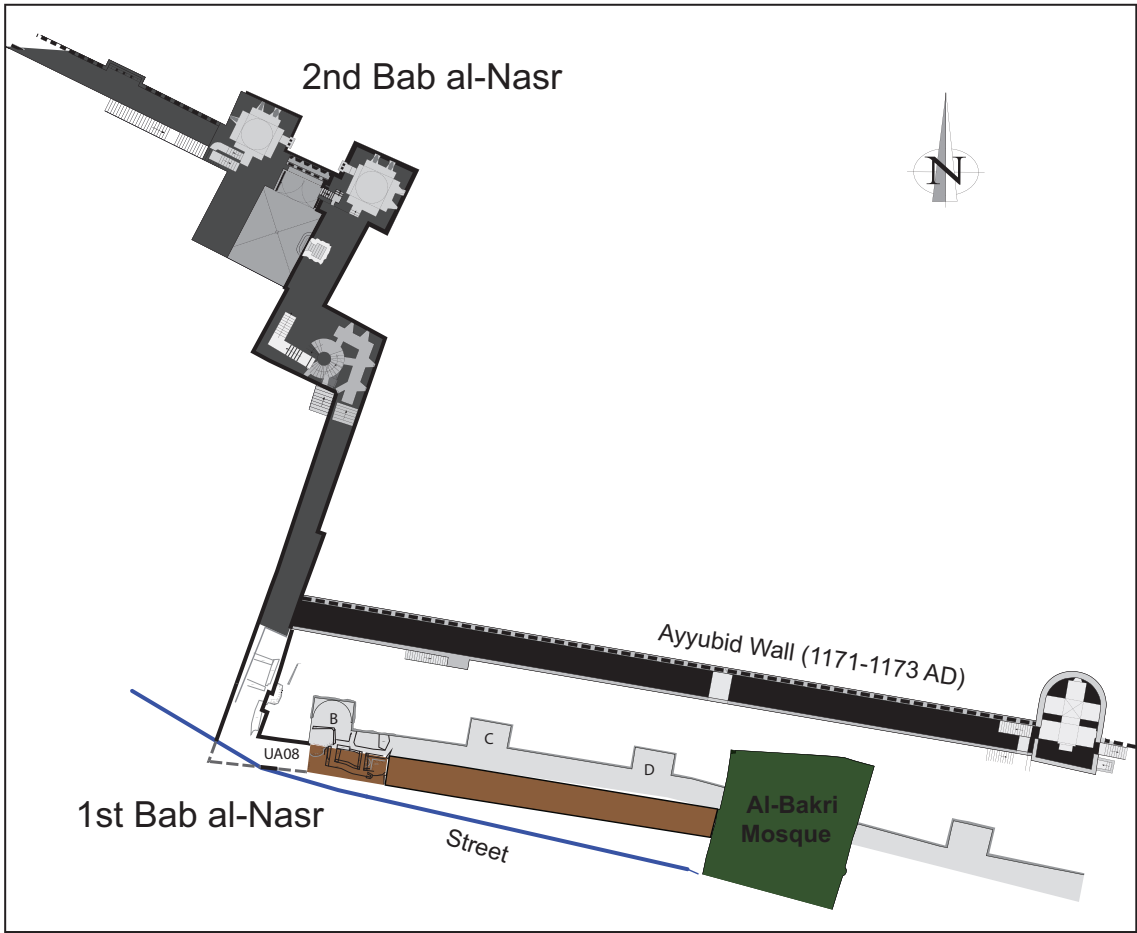 2nd Bab al-Nasr
N
Ayyubid Wall (1171-1173 AD)
B
C
D
UA08
1st Bab al-Nasr
Street
Al-Bakri
Mosque